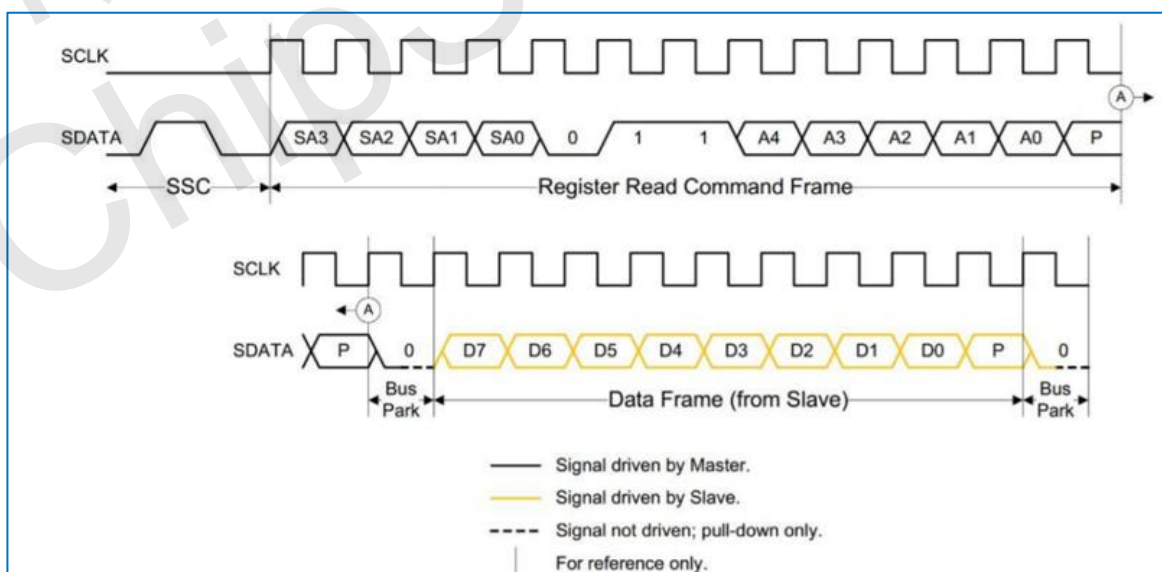 ChipS
SCLK
A
SDATA SA3 SA2 SA1 SA0 0 1 1 A4 A3 A2 A1 A0 P
SSC Register Read Command Frame
SCLK
A
SDATA P 0 D7 D6 D5 D4 D3 D2 D1 D0 P 0
Bus Park Data Frame (from Slave) Bus Park
Signal driven by Master.
Signal driven by Slave.
Signal not driven; pull-down only.
For reference only.